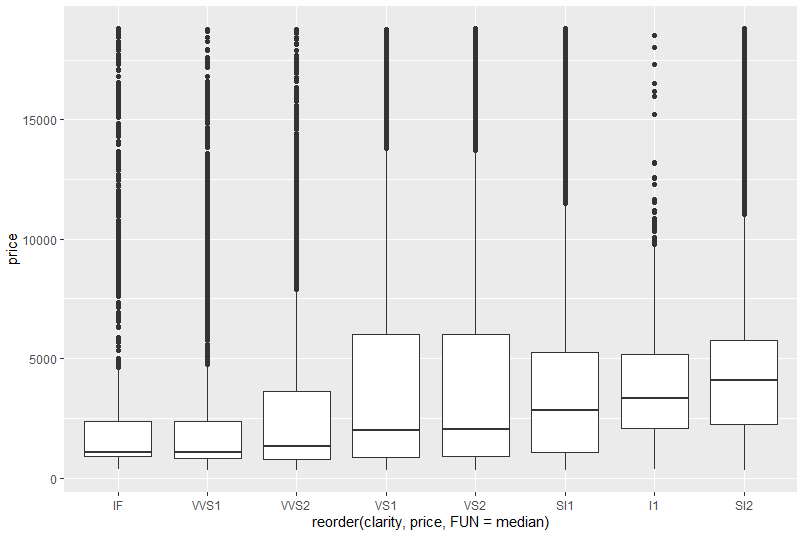 price
15000
10000
5000
0
IF VVS1 VVS2 VS1 VS2 SI1 I1 SI2
reorder(clarity, price, FUN = median)